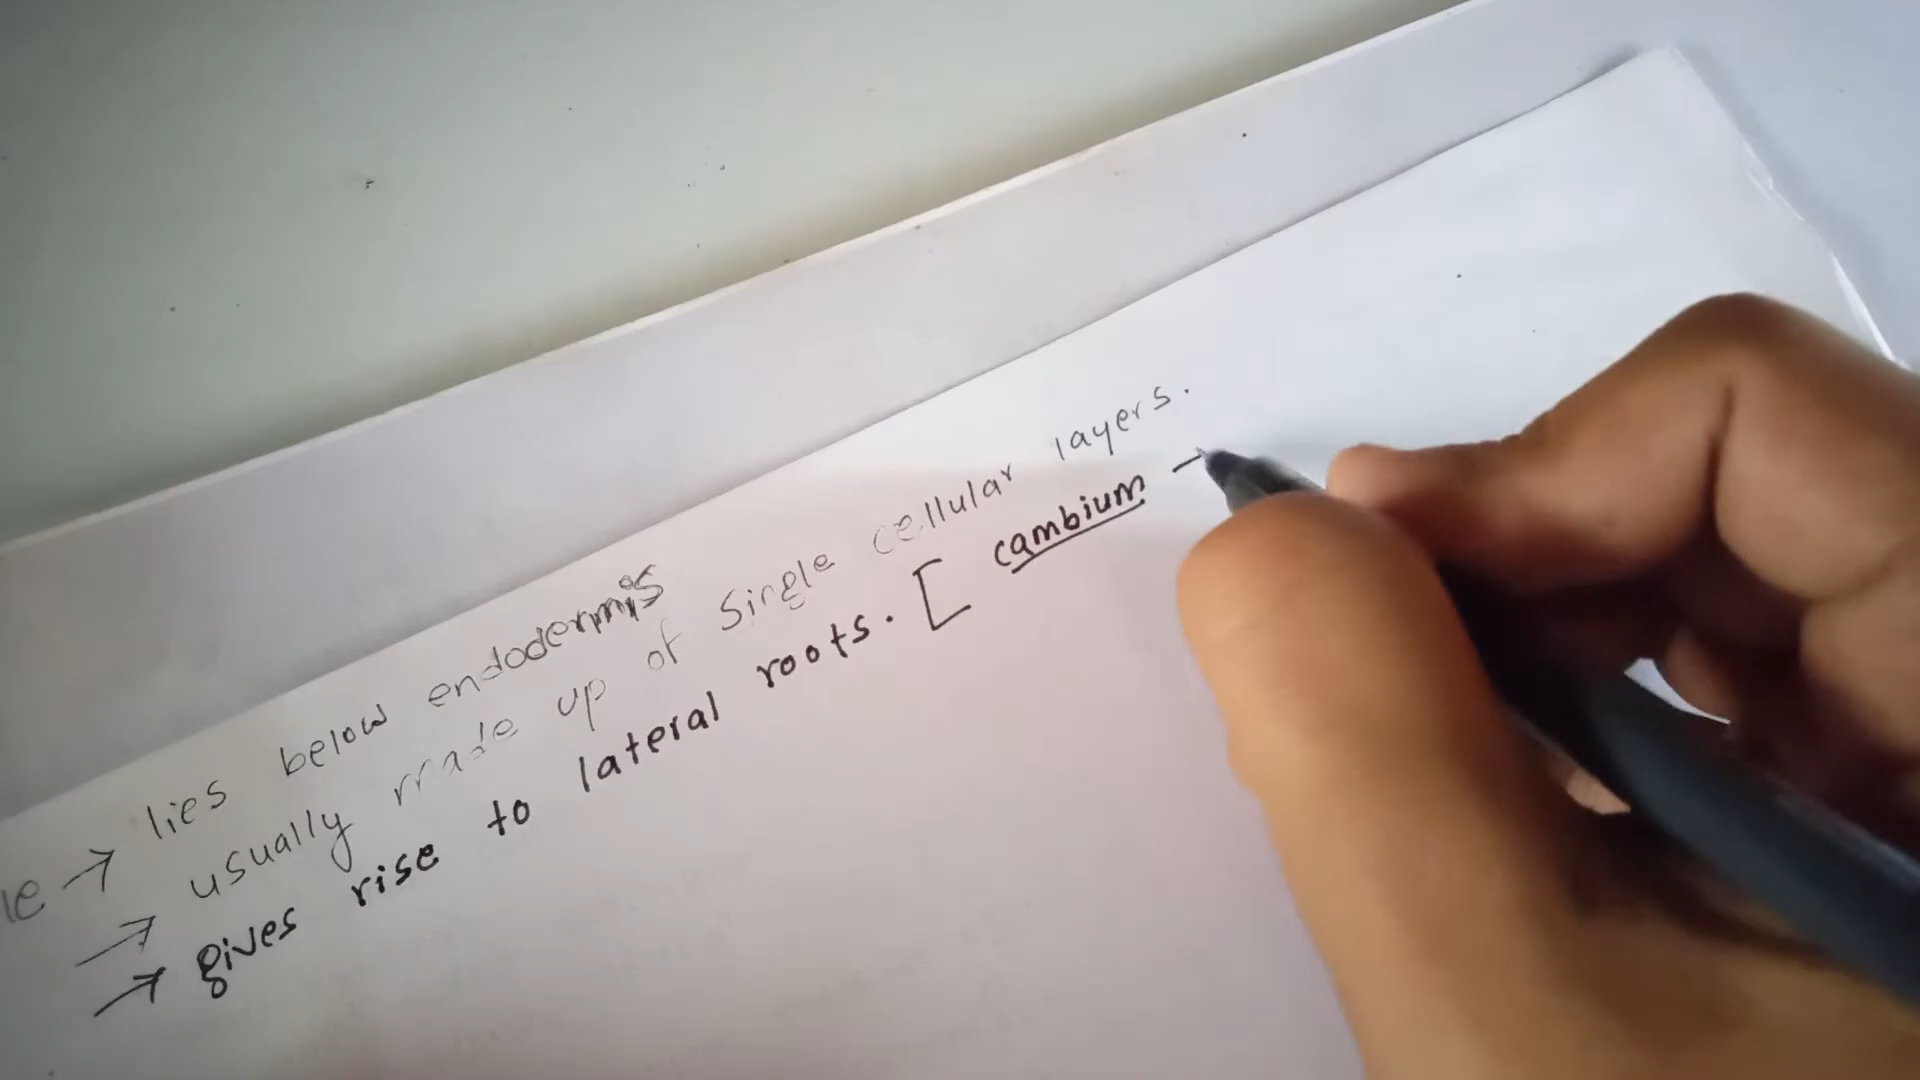 le → lies below endodermis
→ usually made up of single cellular layers.
→ gives rise to lateral roots. [ cambium –